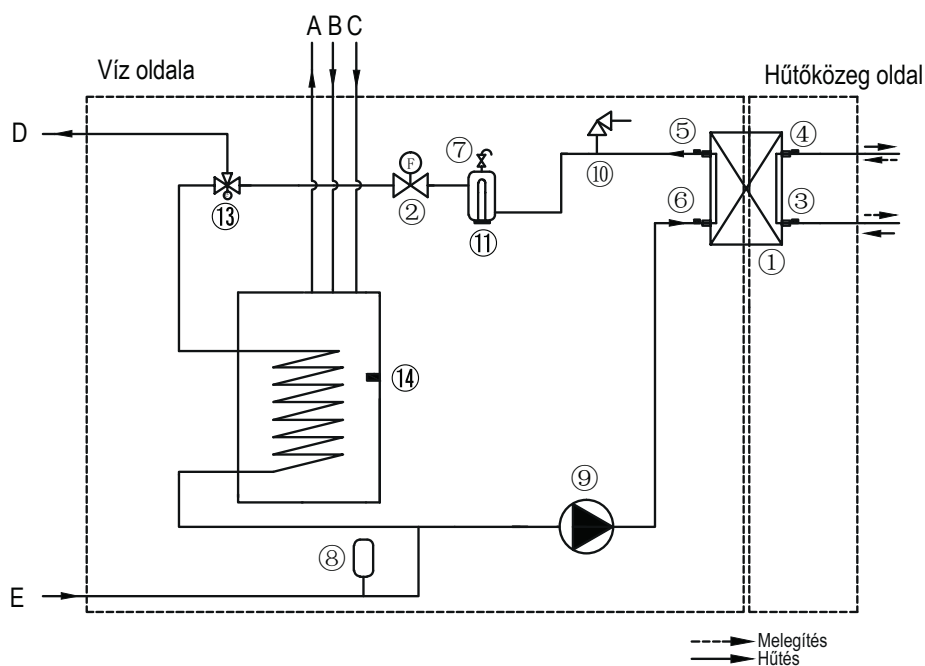 A B C
Víz oldala
Hűtőközeg oldal
D
⑦
⑤
④
F
⑩
⑬
②
⑪
⑥
③
①
⑭
⑨
⑧
E
Melegítés
Hűtés